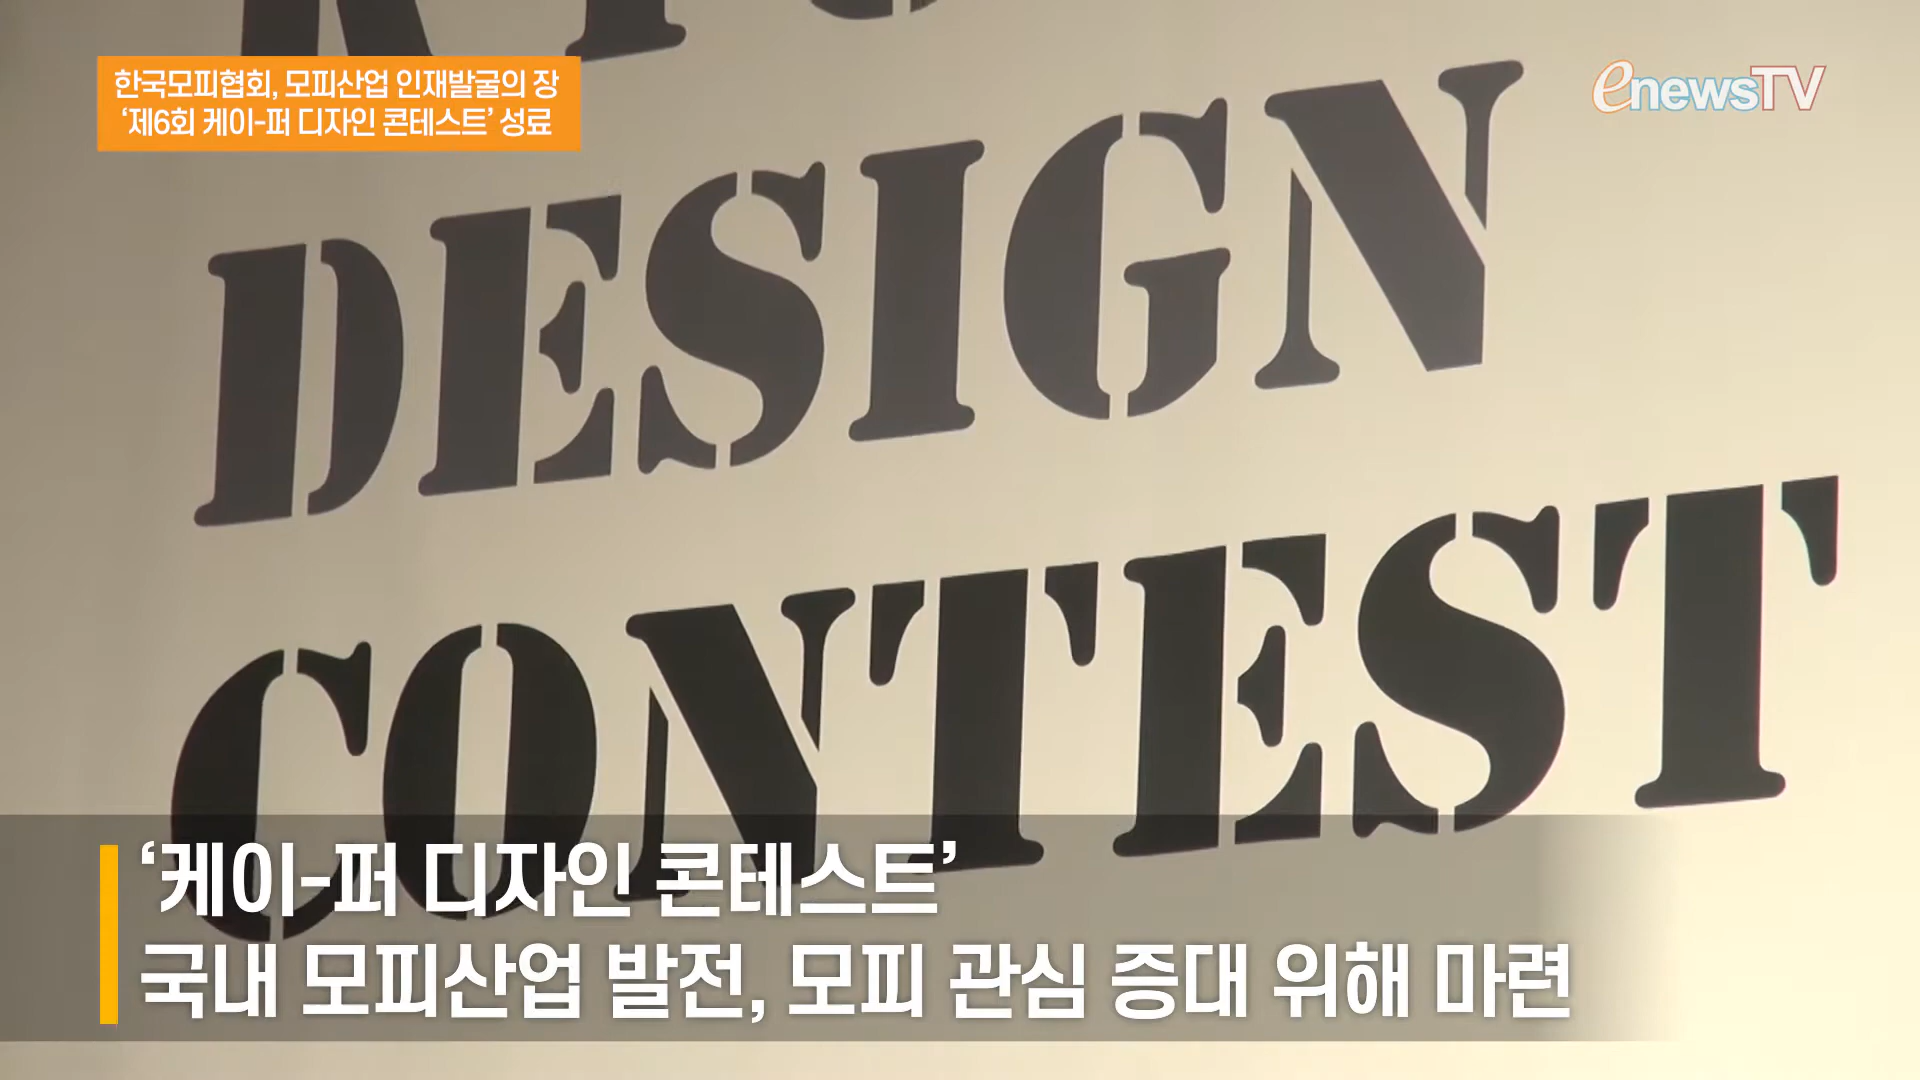 한국모피협회, 모피산업 인재발굴의 장
‘제6회 케이-퍼 디자인 콘테스트’ 성료
enewsTV
DESIGN
CONTEST
‘케이-퍼 디자인 콘테스트’
국내 모피산업 발전, 모피 관심 증대 위해 마련